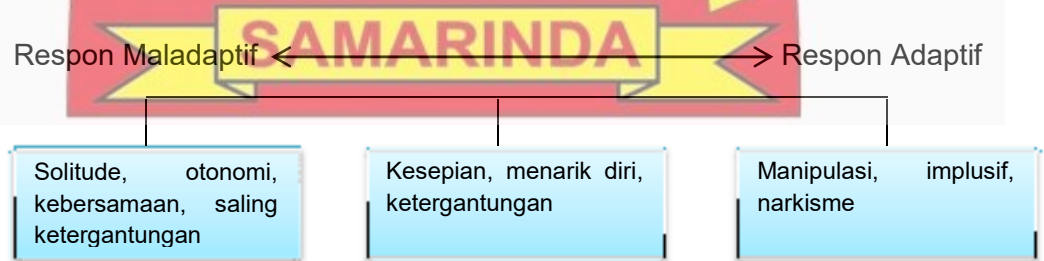 SAMARINDA
Respon Maladaptif Respon Adaptif
Solitude, otonomi,
kebersamaan, saling
ketergantungan
Kesepian, menarik diri,
ketergantungan
Manipulasi, implusif,
narkisme